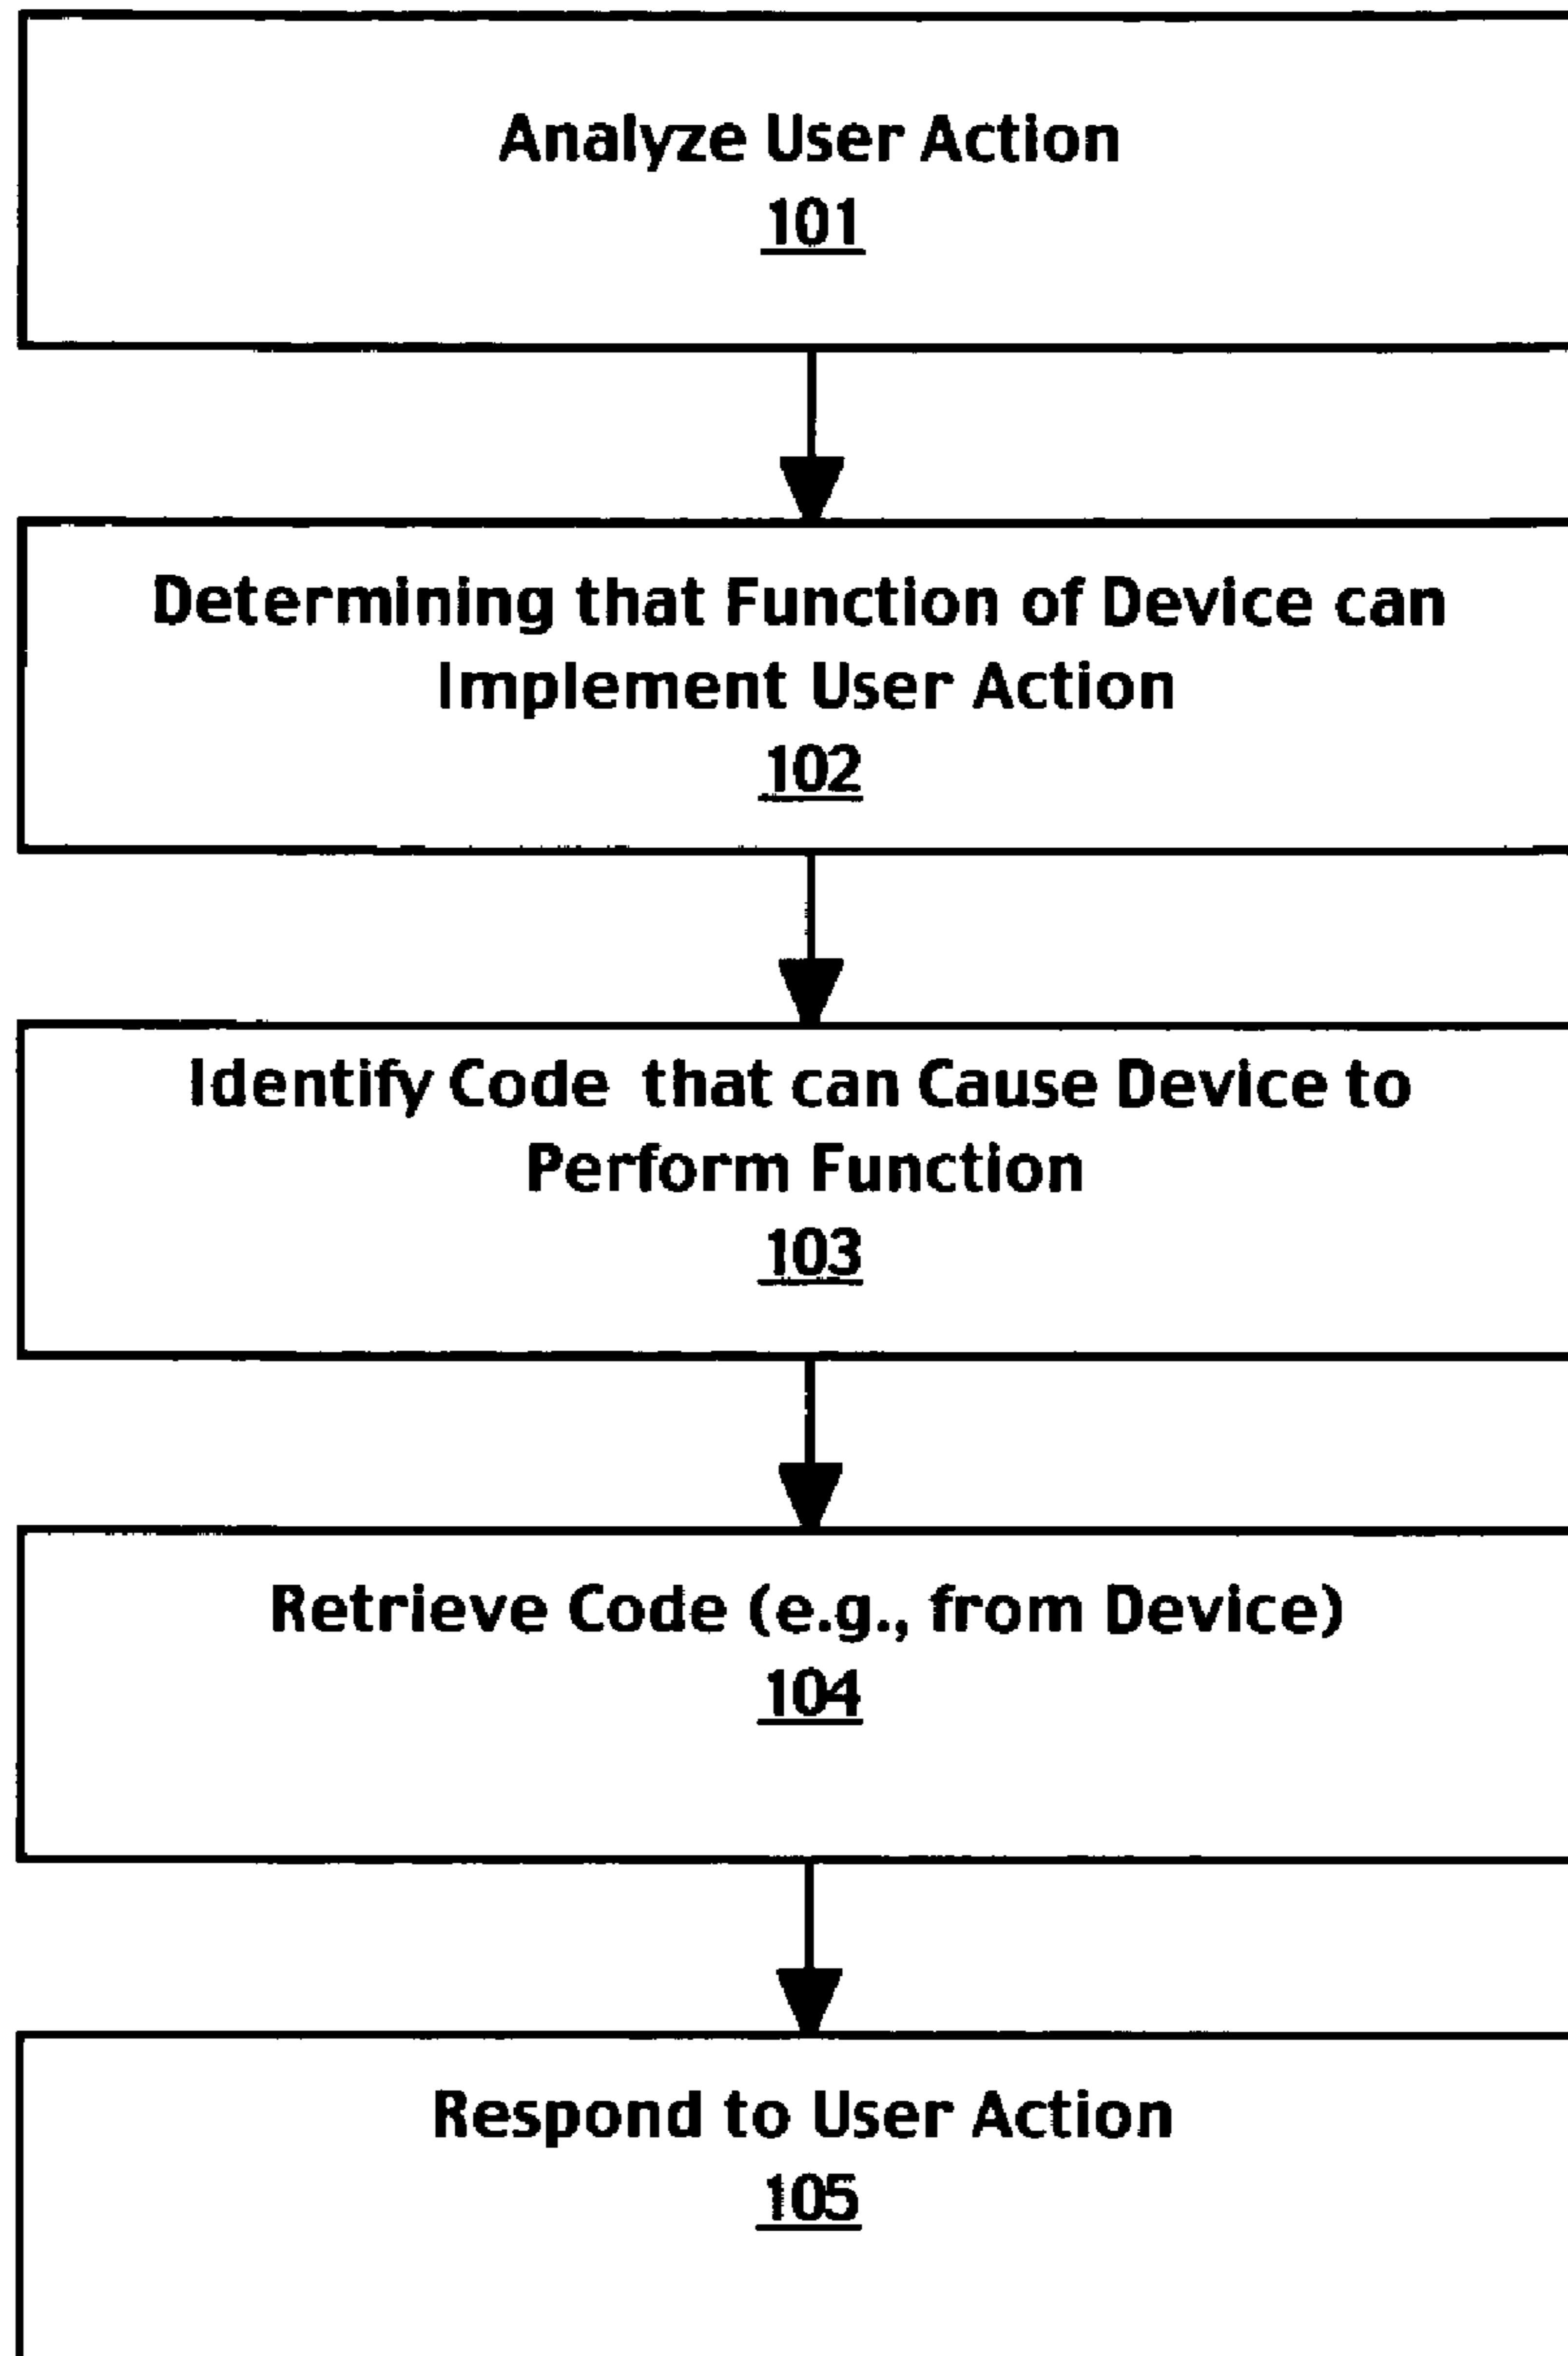 Analyze User Action
101
Determining that Function of Device can
Implement User Action
102
Identify Code that can Cause Device to
Perform Function
103
Retrieve Code (e.g., from Device)
104
Respond to User Action
105